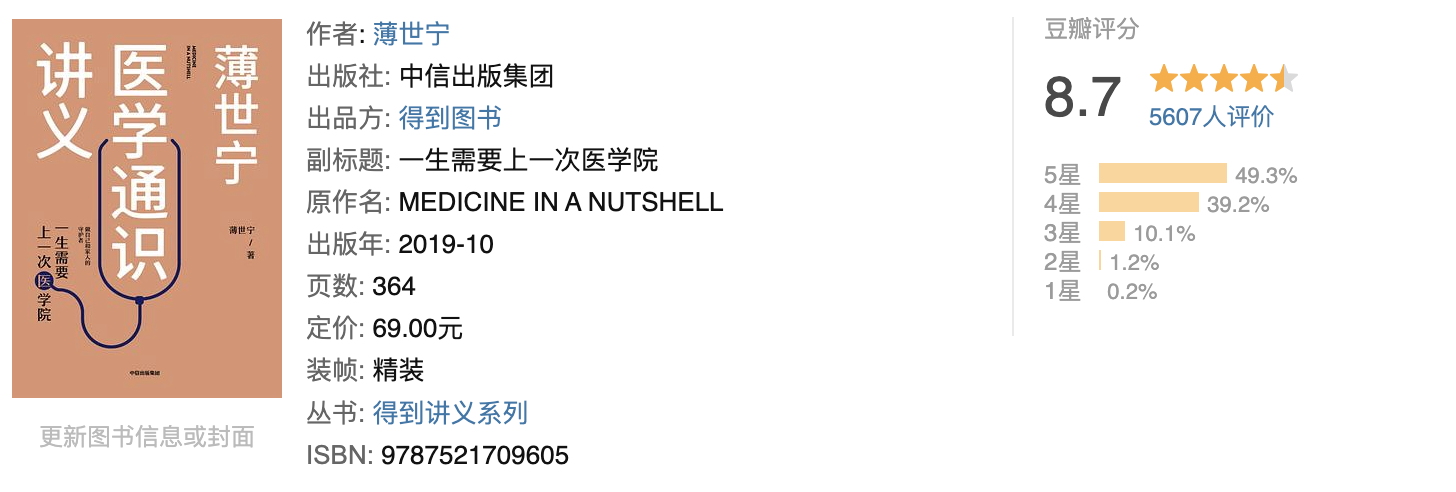 薄世宁
医学通识
讲义
MEDICINE
IN A NUTSHELL
薄世宁
/
著
做自己和家人的
守护者
一生需要
上一次医学院
中信出版集团
更新图书信息或封面
作者: 薄世宁
出版社: 中信出版集团
出品方: 得到图书
副标题: 一生需要上一次医学院
原作名: MEDICINE IN A NUTSHELL
出版年: 2019-10
页数: 364
定价: 69.00元
装帧: 精装
丛书: 得到讲义系列
ISBN: 9787521709605
豆瓣评分
8.7
5607人评价
5星 49.3%
4星 39.2%
3星 10.1%
2星 1.2%
1星 0.2%